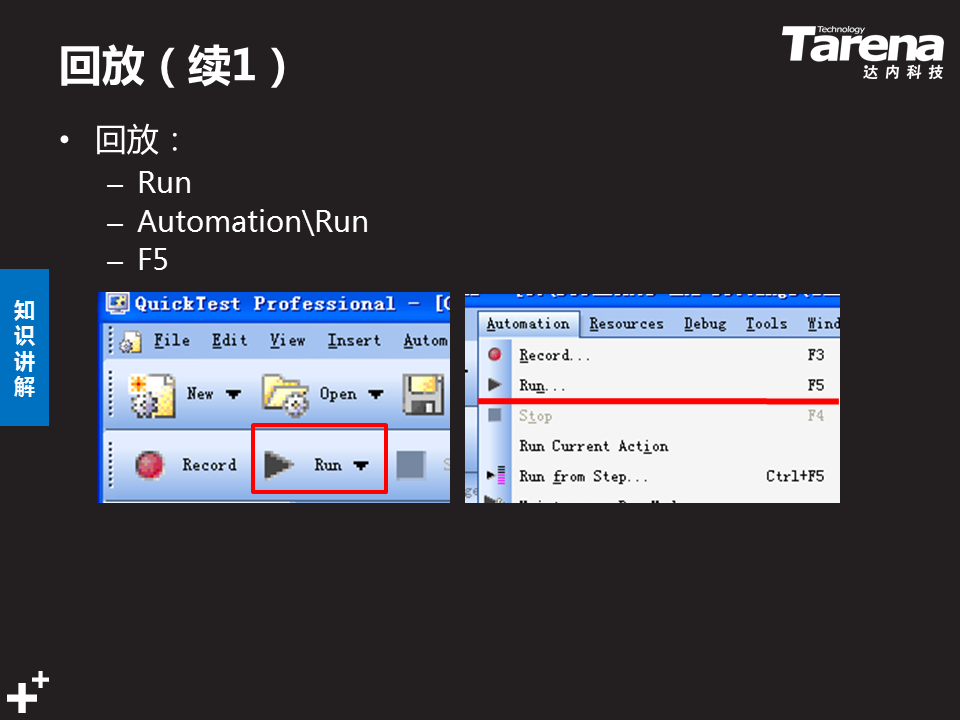 回放（续1）
Technology
Tarena
达内科技
• 回放：
– Run
– Automation\Run
– F5
知识讲解
QuickTest Professional - [
File Edit View Insert Autom
New Open
Record Run
Automation Resources Debug Tools Wind
Record... F3
Run... F5
Stop F4
Run Current Action
Run from Step... Ctrl+F5